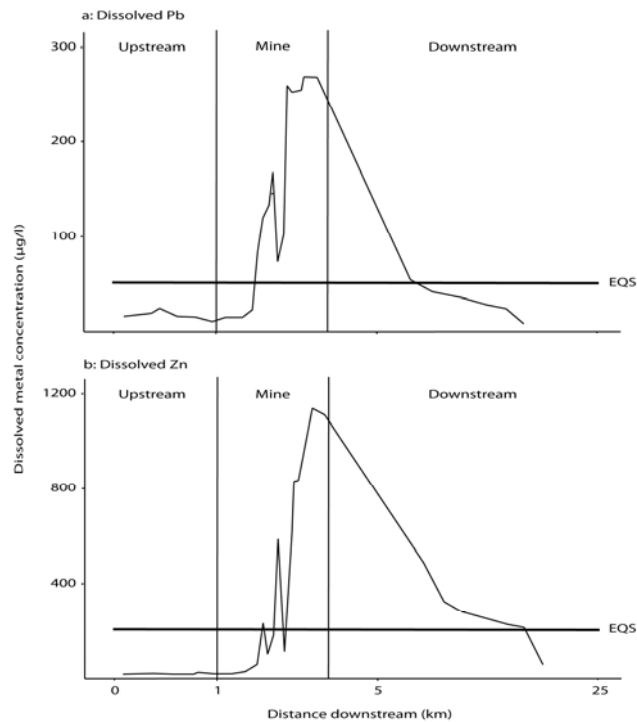 a: Dissolved Pb
300
Upstream
Mine
Downstream
200
100
EQS
Dissolved metal concentration (µg/l)
b: Dissolved Zn
1200
Upstream
Mine
Downstream
800
400
EQS
0
1
5
25
Distance downstream (km)